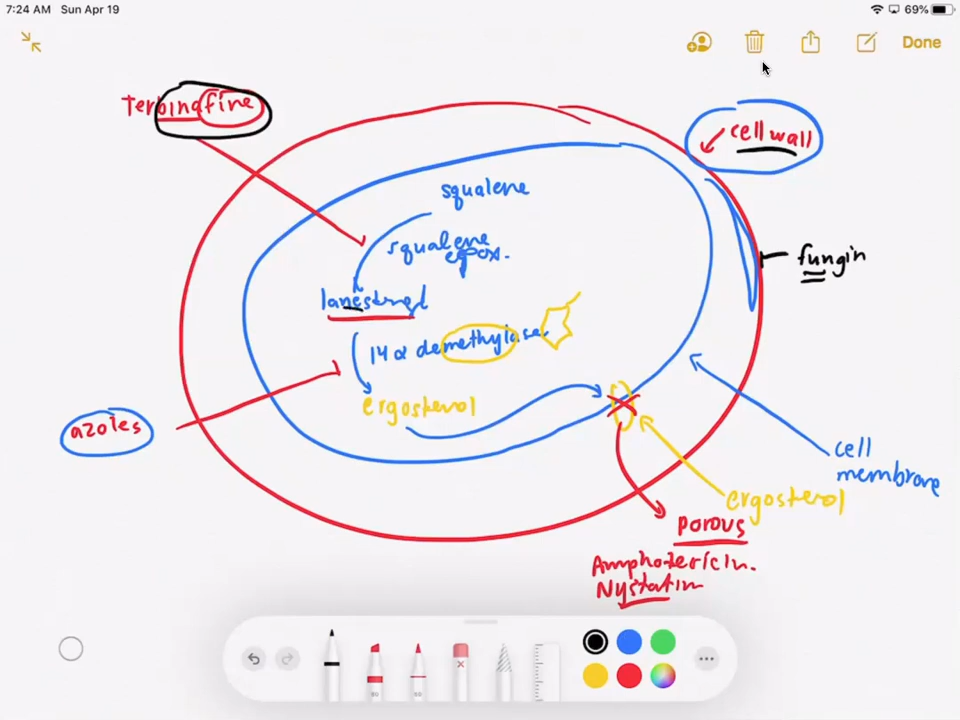 7:24 AM Sun Apr 19
69%
Done
Terbinafine
cell wall
squalene
squalene
epox.
fungin
lanesterol
14 α demethylase
ergosterol
azoles
cell
membrane
ergosterol
porous
Amphotericin.
Nystatin